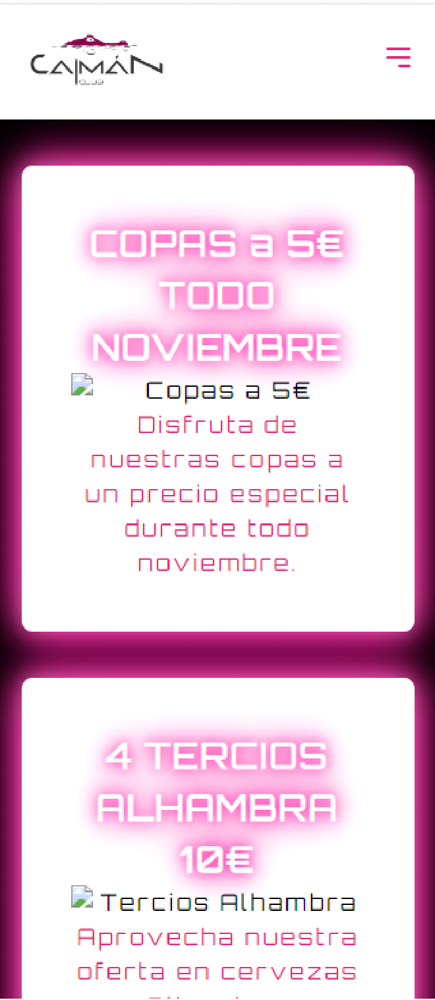 CAIMÁN
CLUB
COPAS a 5€
TODO
NOVIEMBRE
Copas a 5€
Disfruta de
nuestras copas a
un precio especial
durante todo
noviembre.
4 TERCIOS
ALHAMBRA
10€
Tercios Alhambra
Aprovecha nuestra
oferta en cervezas